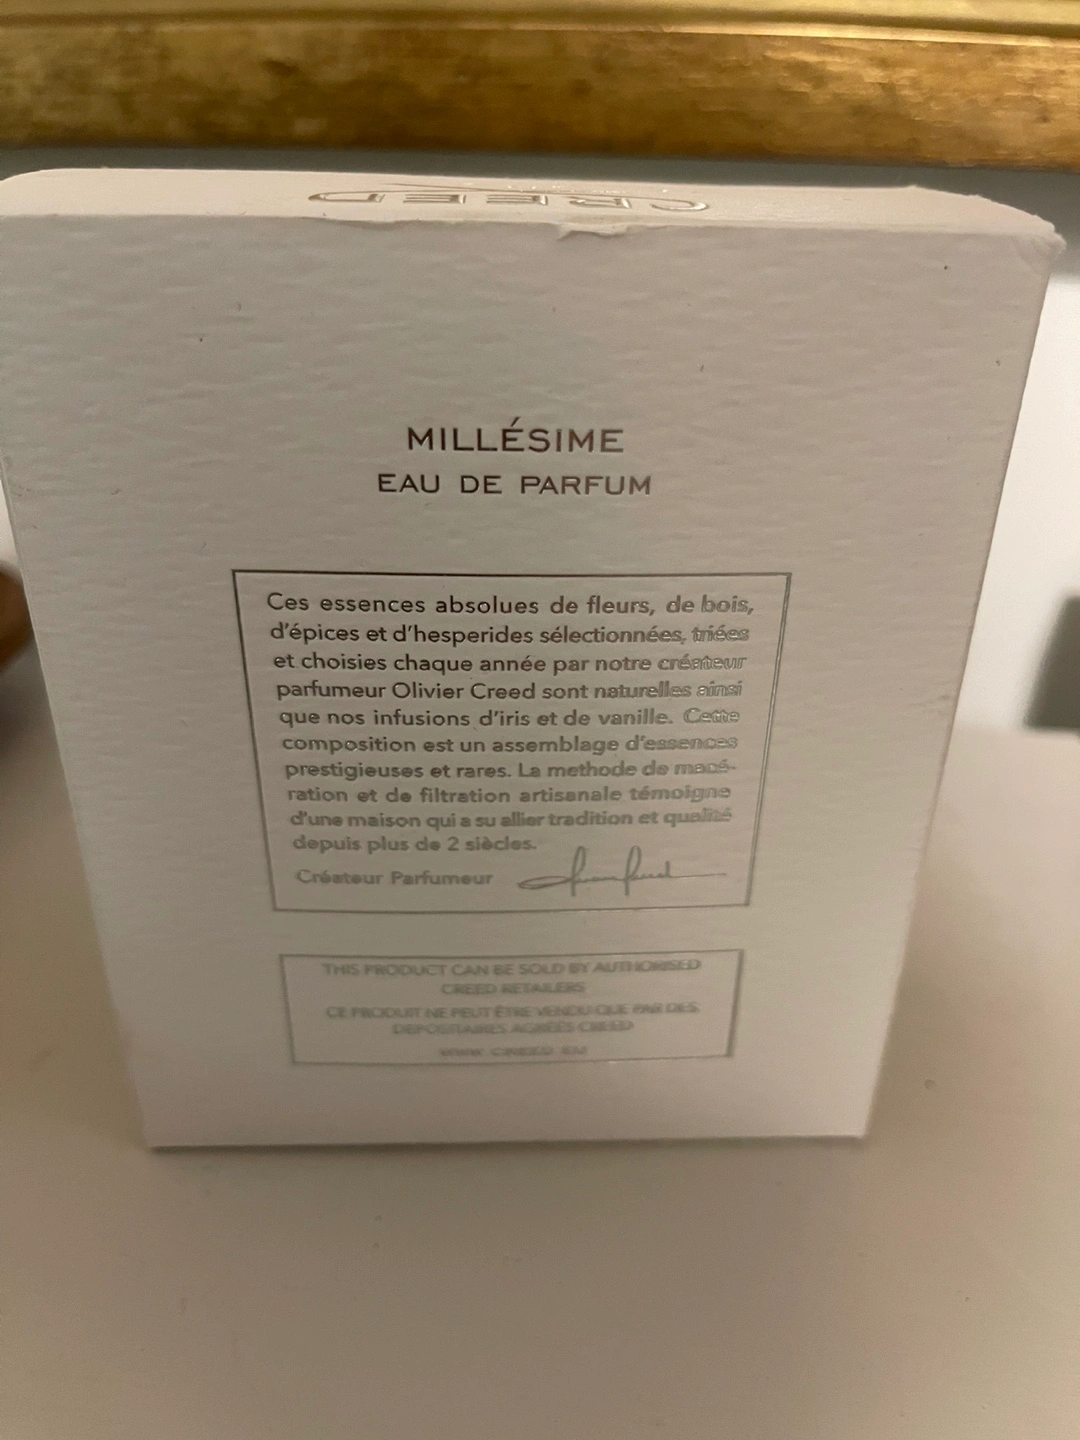 CREED
MILLÉSIME
EAU DE PARFUM
Ces essences absolues de fleurs, de bois,
d'épices et d'hesperides sélectionnées, triées
et choisies chaque année par notre créateur
parfumeur Olivier Creed sont naturelles ainsi
que nos infusions d'iris et de vanille. Cette
composition est un assemblage d'essences
prestigieuses et rares. La methode de macé-
ration et de filtration artisanale témoigne
d'une maison qui a su allier tradition et qualité
depuis plus de 2 siècles.
Créateur Parfumeur
THIS PRODUCT CAN BE SOLD BY AUTHORISED
CREED RETAILERS
CE PRODUIT NE PEUT ÊTRE VENDU QUE PAR DES
DEPOSITAIRES AGRÉÉS CREED